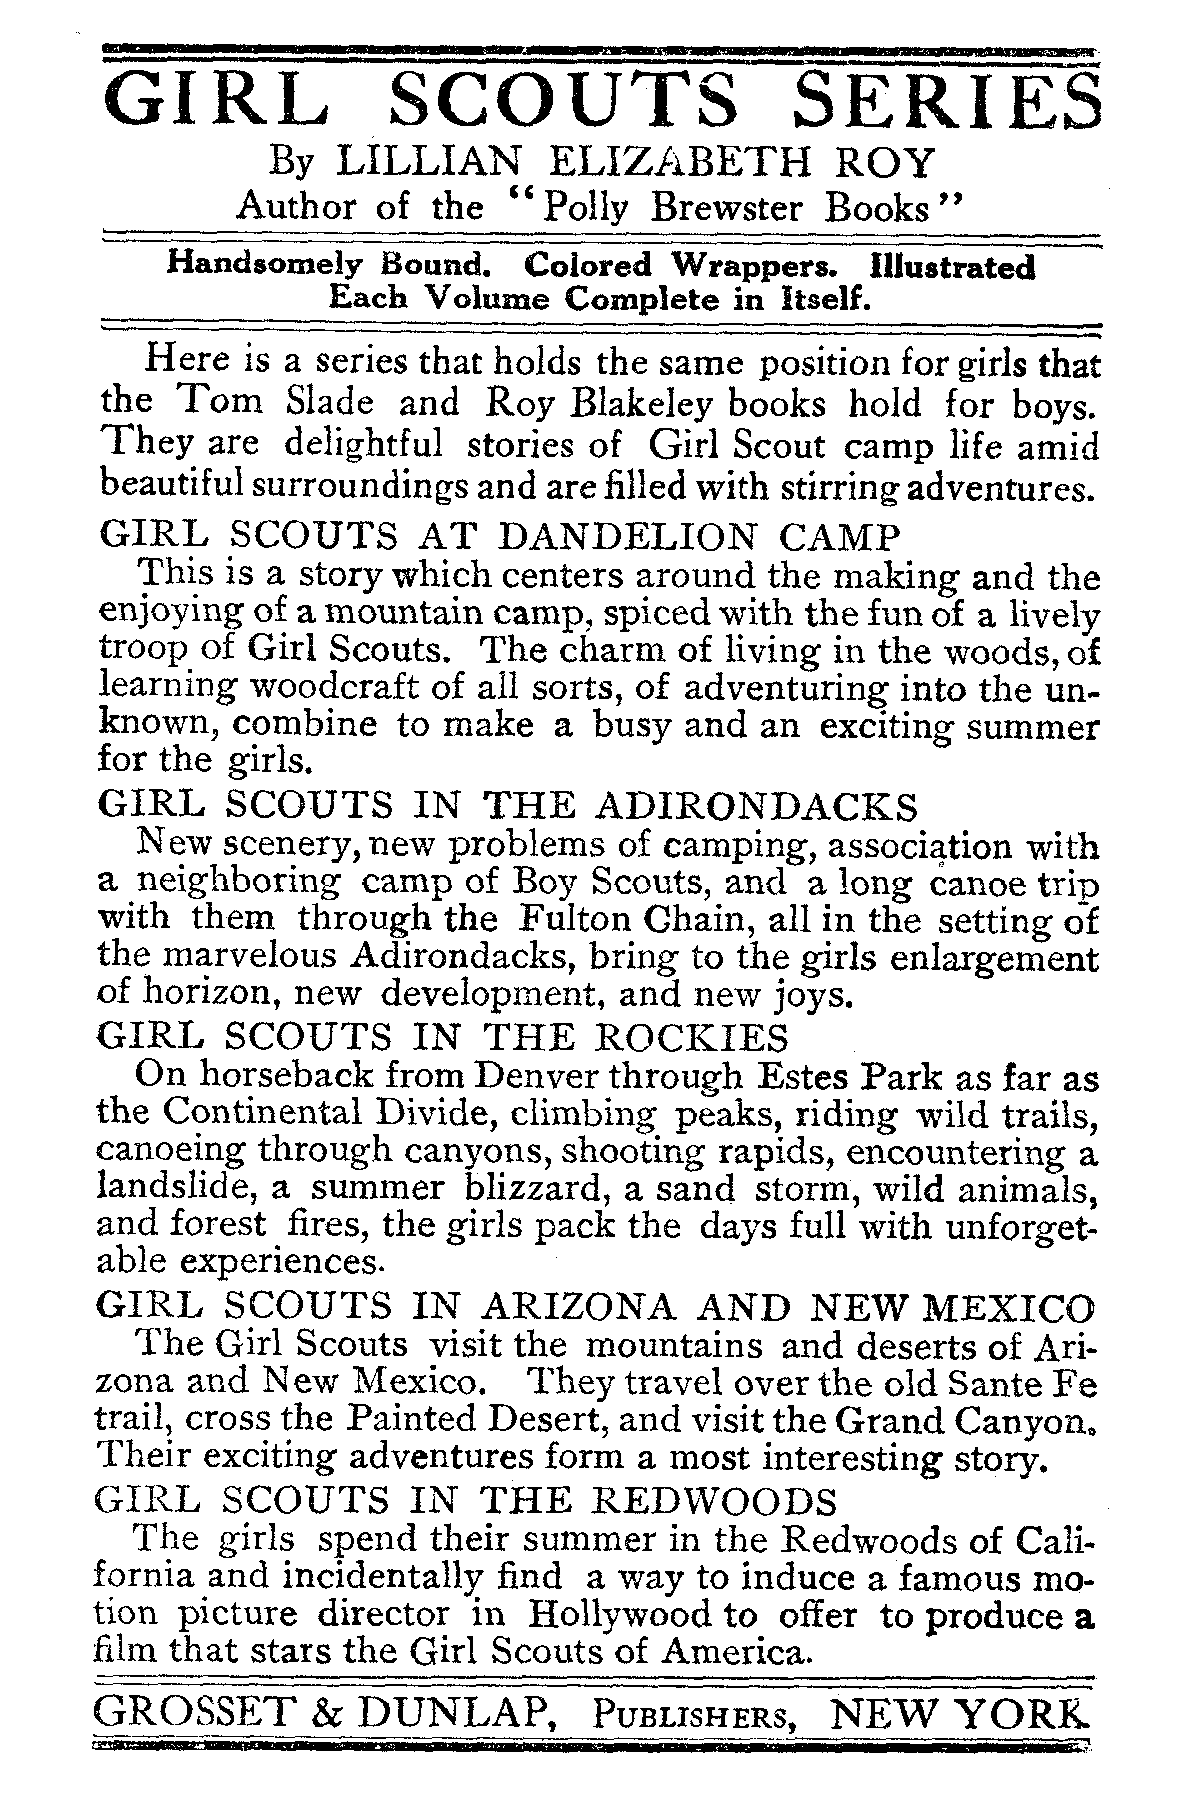 GIRL SCOUTS SERIES
By LILLIAN ELIZABETH ROY
Author of the "Polly Brewster Books"
Handsomely Bound. Colored Wrappers. Illustrated
Each Volume Complete in Itself.
Here is a series that holds the same position for girls that
the Tom Slade and Roy Blakeley books hold for boys.
They are delightful stories of Girl Scout camp life amid
beautiful surroundings and are filled with stirring adventures.
GIRL SCOUTS AT DANDELION CAMP
This is a story which centers around the making and the
enjoying of a mountain camp, spiced with the fun of a lively
troop of Girl Scouts. The charm of living in the woods, of
learning woodcraft of all sorts, of adventuring into the un-
known, combine to make a busy and an exciting summer
for the girls.
GIRL SCOUTS IN THE ADIRONDACKS
New scenery, new problems of camping, association with
a neighboring camp of Boy Scouts, and a long canoe trip
with them through the Fulton Chain, all in the setting of
the marvelous Adirondacks, bring to the girls enlargement
of horizon, new development, and new joys.
GIRL SCOUTS IN THE ROCKIES
On horseback from Denver through Estes Park as far as
the Continental Divide, climbing peaks, riding wild trails,
canoeing through canyons, shooting rapids, encountering a
landslide, a summer blizzard, a sand storm, wild animals,
and forest fires, the girls pack the days full with unforget-
able experiences.
GIRL SCOUTS IN ARIZONA AND NEW MEXICO
The Girl Scouts visit the mountains and deserts of Ari-
zona and New Mexico. They travel over the old Sante Fe
trail, cross the Painted Desert, and visit the Grand Canyon.
Their exciting adventures form a most interesting story.
GIRL SCOUTS IN THE REDWOODS
The girls spend their summer in the Redwoods of Cali-
fornia and incidentally find a way to induce a famous mo-
tion picture director in Hollywood to offer to produce a
film that stars the Girl Scouts of America.
GROSSET & DUNLAP, PUBLISHERS, NEW YORK